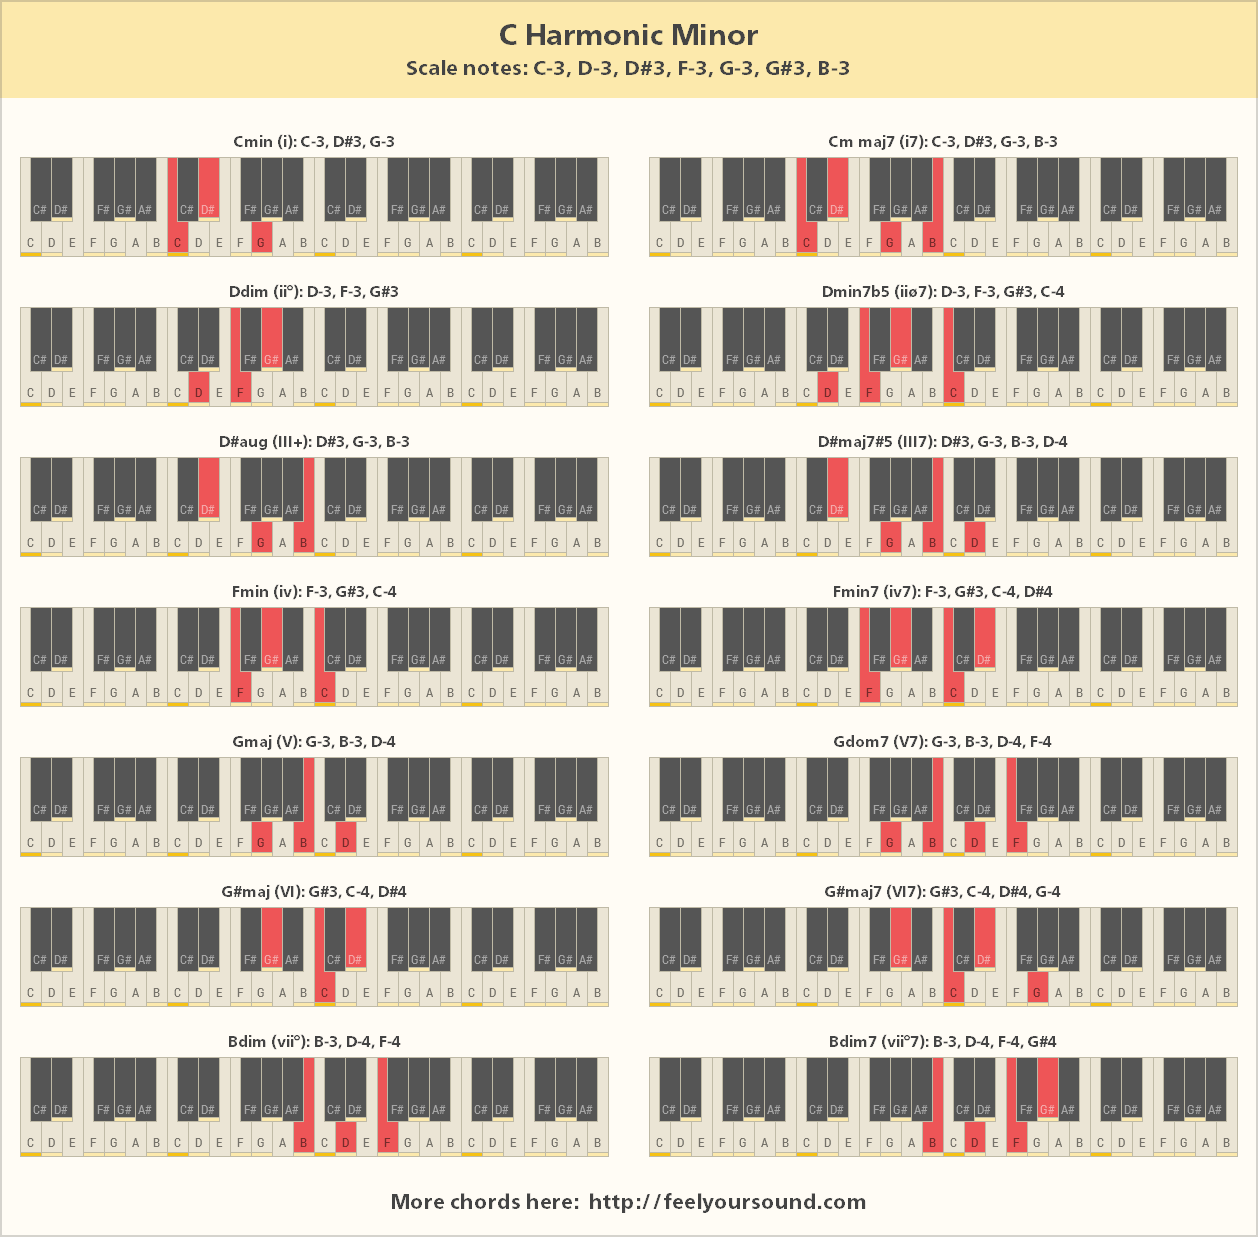 C Harmonic Minor
Scale notes: C-3, D-3, D#3, F-3, G-3, G#3, B-3
Cmin (i): C-3, D#3, G-3
C# D# F# G# A# C# D# F# G# A# C# D# F# G# A# C# D# F# G# A#
C D E F G A B C D E F G A B C D E F G A B C D E F G A B
Cm maj7 (i7): C-3, D#3, G-3, B-3
C# D# F# G# A# C# D# F# G# A# C# D# F# G# A# C# D# F# G# A#
C D E F G A B C D E F G A B C D E F G A B C D E F G A B
Ddim (ii°): D-3, F-3, G#3
C# D# F# G# A# C# D# F# G# A# C# D# F# G# A# C# D# F# G# A#
C D E F G A B C D E F G A B C D E F G A B C D E F G A B
Dmin7b5 (iiø7): D-3, F-3, G#3, C-4
C# D# F# G# A# C# D# F# G# A# C# D# F# G# A# C# D# F# G# A#
C D E F G A B C D E F G A B C D E F G A B C D E F G A B
D#aug (III+): D#3, G-3, B-3
C# D# F# G# A# C# D# F# G# A# C# D# F# G# A# C# D# F# G# A#
C D E F G A B C D E F G A B C D E F G A B C D E F G A B
D#maj7#5 (III7): D#3, G-3, B-3, D-4
C# D# F# G# A# C# D# F# G# A# C# D# F# G# A# C# D# F# G# A#
C D E F G A B C D E F G A B C D E F G A B C D E F G A B
Fmin (iv): F-3, G#3, C-4
C# D# F# G# A# C# D# F# G# A# C# D# F# G# A# C# D# F# G# A#
C D E F G A B C D E F G A B C D E F G A B C D E F G A B
Fmin7 (iv7): F-3, G#3, C-4, D#4
C# D# F# G# A# C# D# F# G# A# C# D# F# G# A# C# D# F# G# A#
C D E F G A B C D E F G A B C D E F G A B C D E F G A B
Gmaj (V): G-3, B-3, D-4
C# D# F# G# A# C# D# F# G# A# C# D# F# G# A# C# D# F# G# A#
C D E F G A B C D E F G A B C D E F G A B C D E F G A B
Gdom7 (V7): G-3, B-3, D-4, F-4
C# D# F# G# A# C# D# F# G# A# C# D# F# G# A# C# D# F# G# A#
C D E F G A B C D E F G A B C D E F G A B C D E F G A B
G#maj (VI): G#3, C-4, D#4
C# D# F# G# A# C# D# F# G# A# C# D# F# G# A# C# D# F# G# A#
C D E F G A B C D E F G A B C D E F G A B C D E F G A B
G#maj7 (VI7): G#3, C-4, D#4, G-4
C# D# F# G# A# C# D# F# G# A# C# D# F# G# A# C# D# F# G# A#
C D E F G A B C D E F G A B C D E F G A B C D E F G A B
Bdim (vii°): B-3, D-4, F-4
C# D# F# G# A# C# D# F# G# A# C# D# F# G# A# C# D# F# G# A#
C D E F G A B C D E F G A B C D E F G A B C D E F G A B
Bdim7 (vii°7): B-3, D-4, F-4, G#4
C# D# F# G# A# C# D# F# G# A# C# D# F# G# A# C# D# F# G# A#
C D E F G A B C D E F G A B C D E F G A B C D E F G A B
More chords here: http://feelyoursound.com